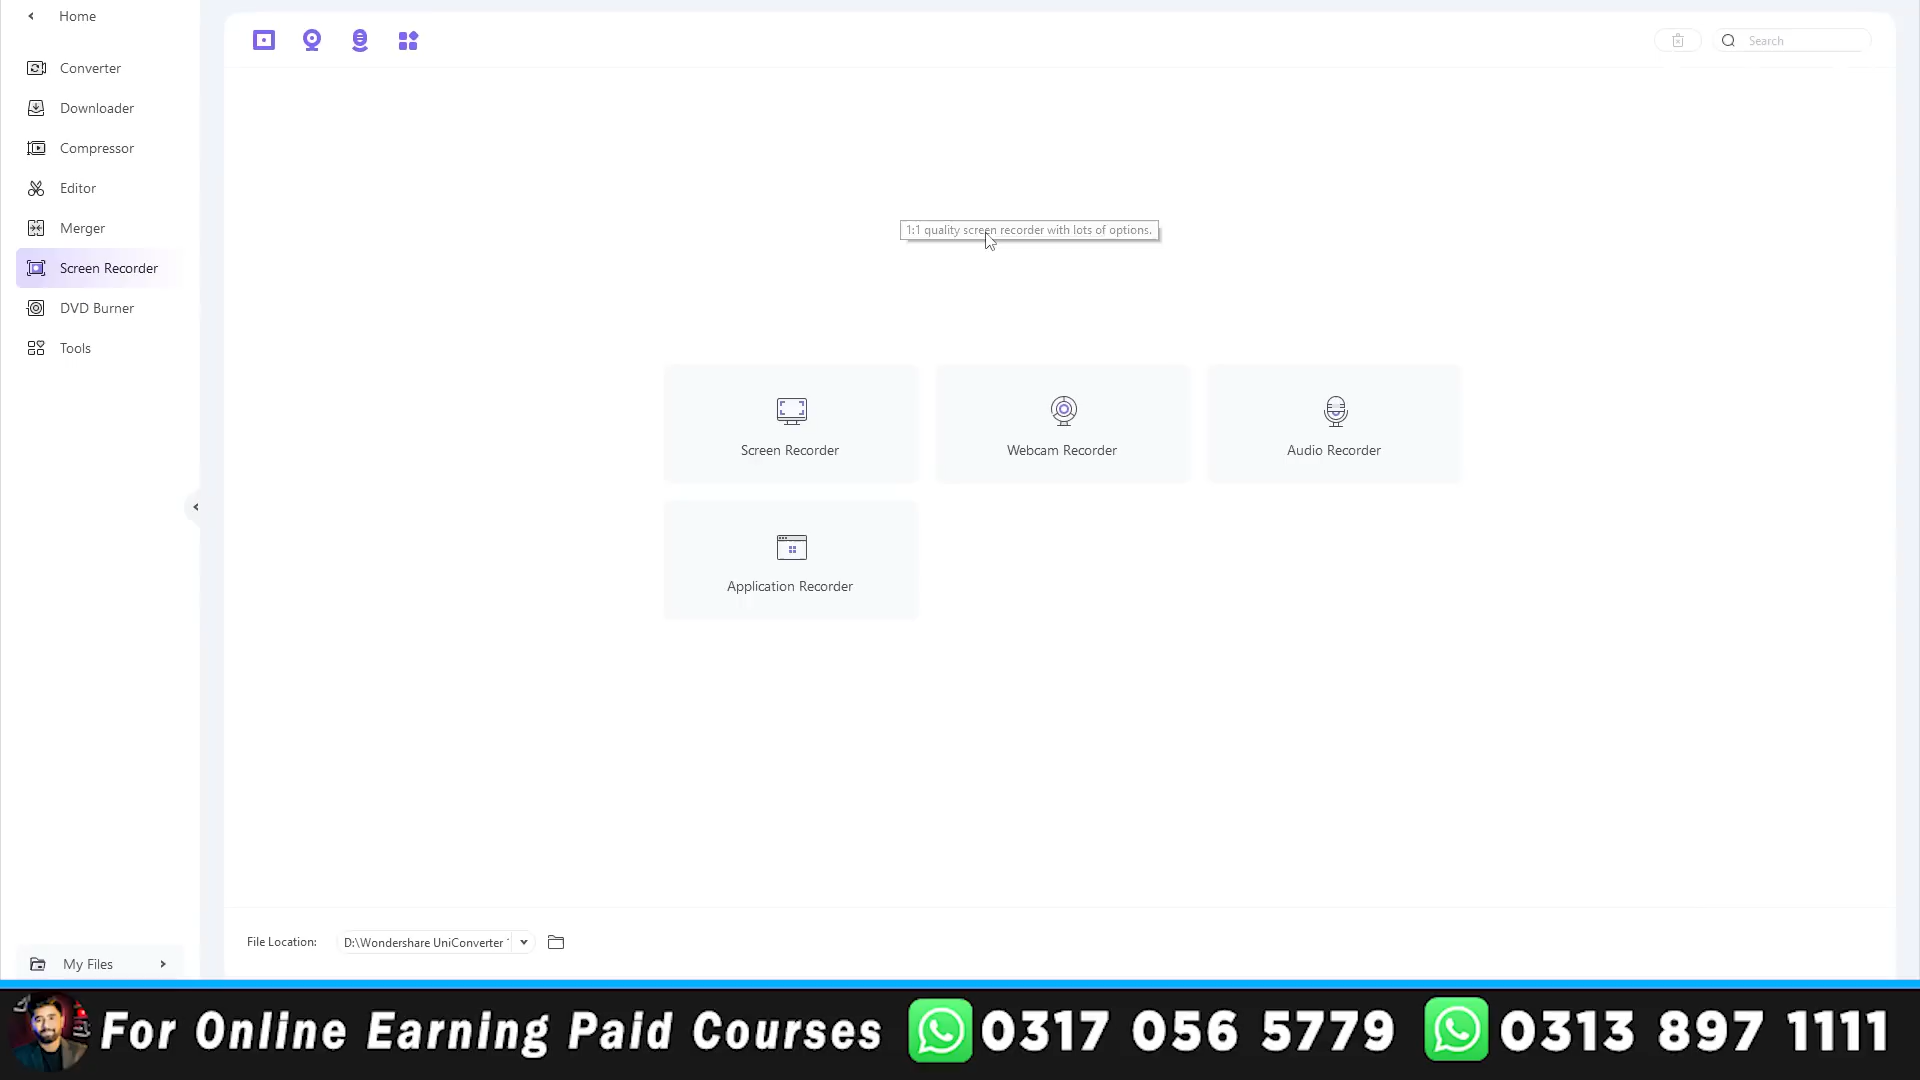 Home
Search
Converter
Downloader
Compressor
Editor
Merger
Screen Recorder
DVD Burner
Tools
1:1 quality screen recorder with lots of options.
Screen Recorder
Webcam Recorder
Audio Recorder
Application Recorder
File Location:
D:\Wondershare UniConverter
My Files
For Online Earning Paid Courses 0317 056 5779 0313 897 1111